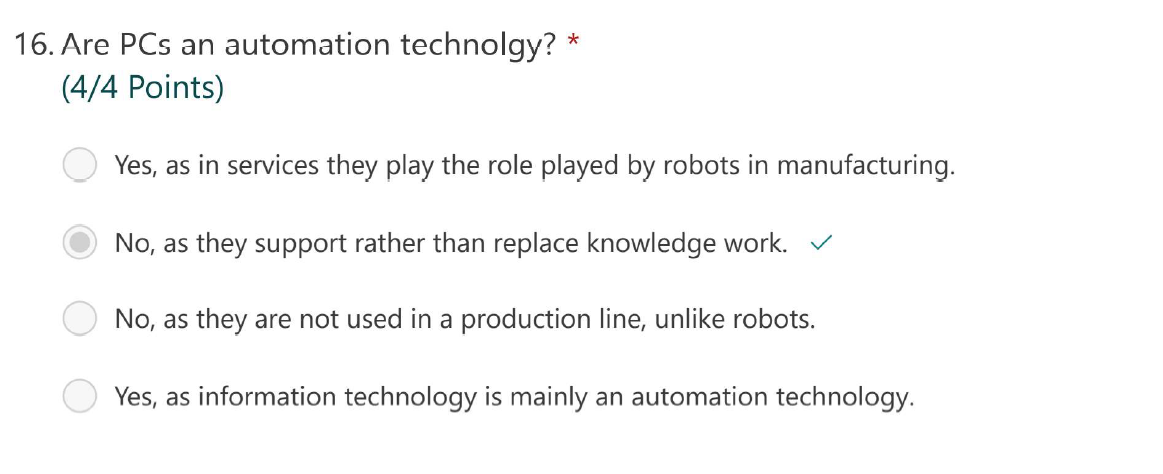 16. Are PCs an automation technolgy? *
(4/4 Points)
Yes, as in services they play the role played by robots in manufacturing.
No, as they support rather than replace knowledge work.
No, as they are not used in a production line, unlike robots.
Yes, as information technology is mainly an automation technology.